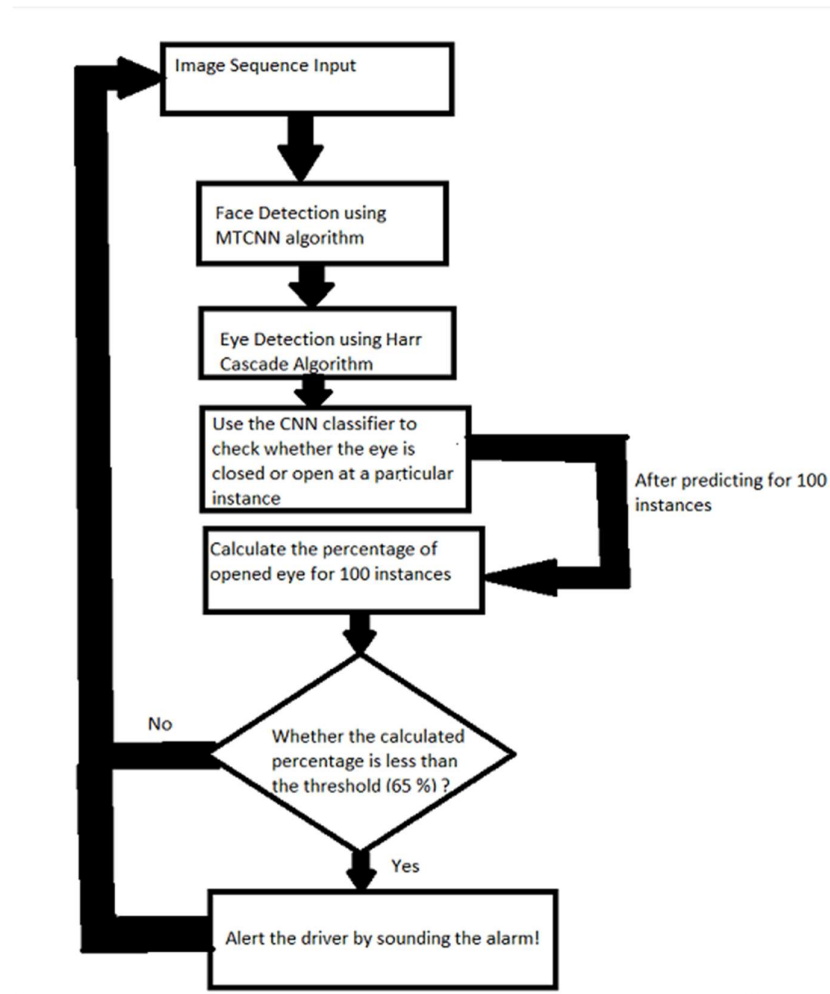 Image Sequence Input
Face Detection using
MTCNN algorithm
Eye Detection using Harr
Cascade Algorithm
Use the CNN classifier to
check whether the eye is
closed or open at a particular
instance
After predicting for 100
instances
Calculate the percentage of
opened eye for 100 instances
Whether the calculated
percentage is less than
the threshold (65 %) ?
No
Yes
Alert the driver by sounding the alarm!